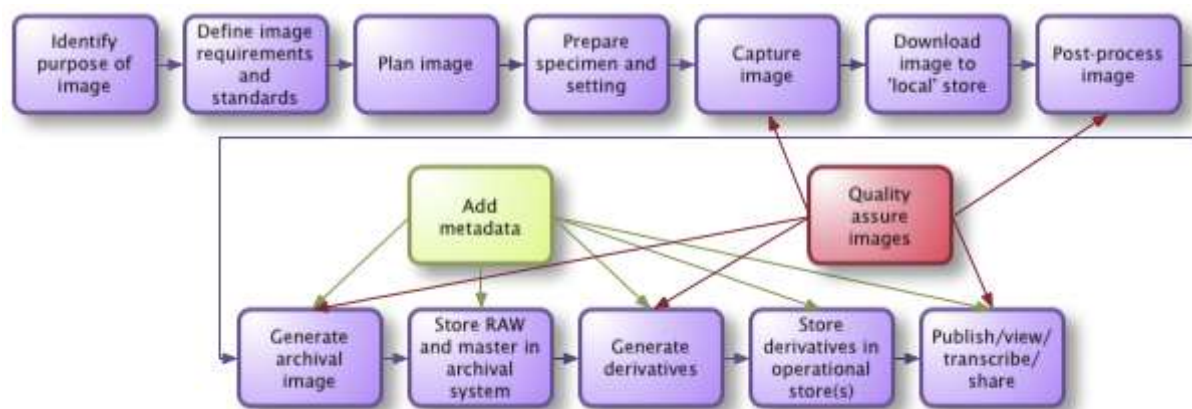 Identify
purpose of
image
Define image
requirements
and
standards
Plan image
Prepare
specimen and
setting
Capture
image
Download
image to
'local' store
Post-process
image
Add
metadata
Quality
assure
images
Generate
archival
image
Store RAW
and master in
archival
system
Generate
derivatives
Store
derivatives in
operational
store(s)
Publish/view/
transcribe/
share